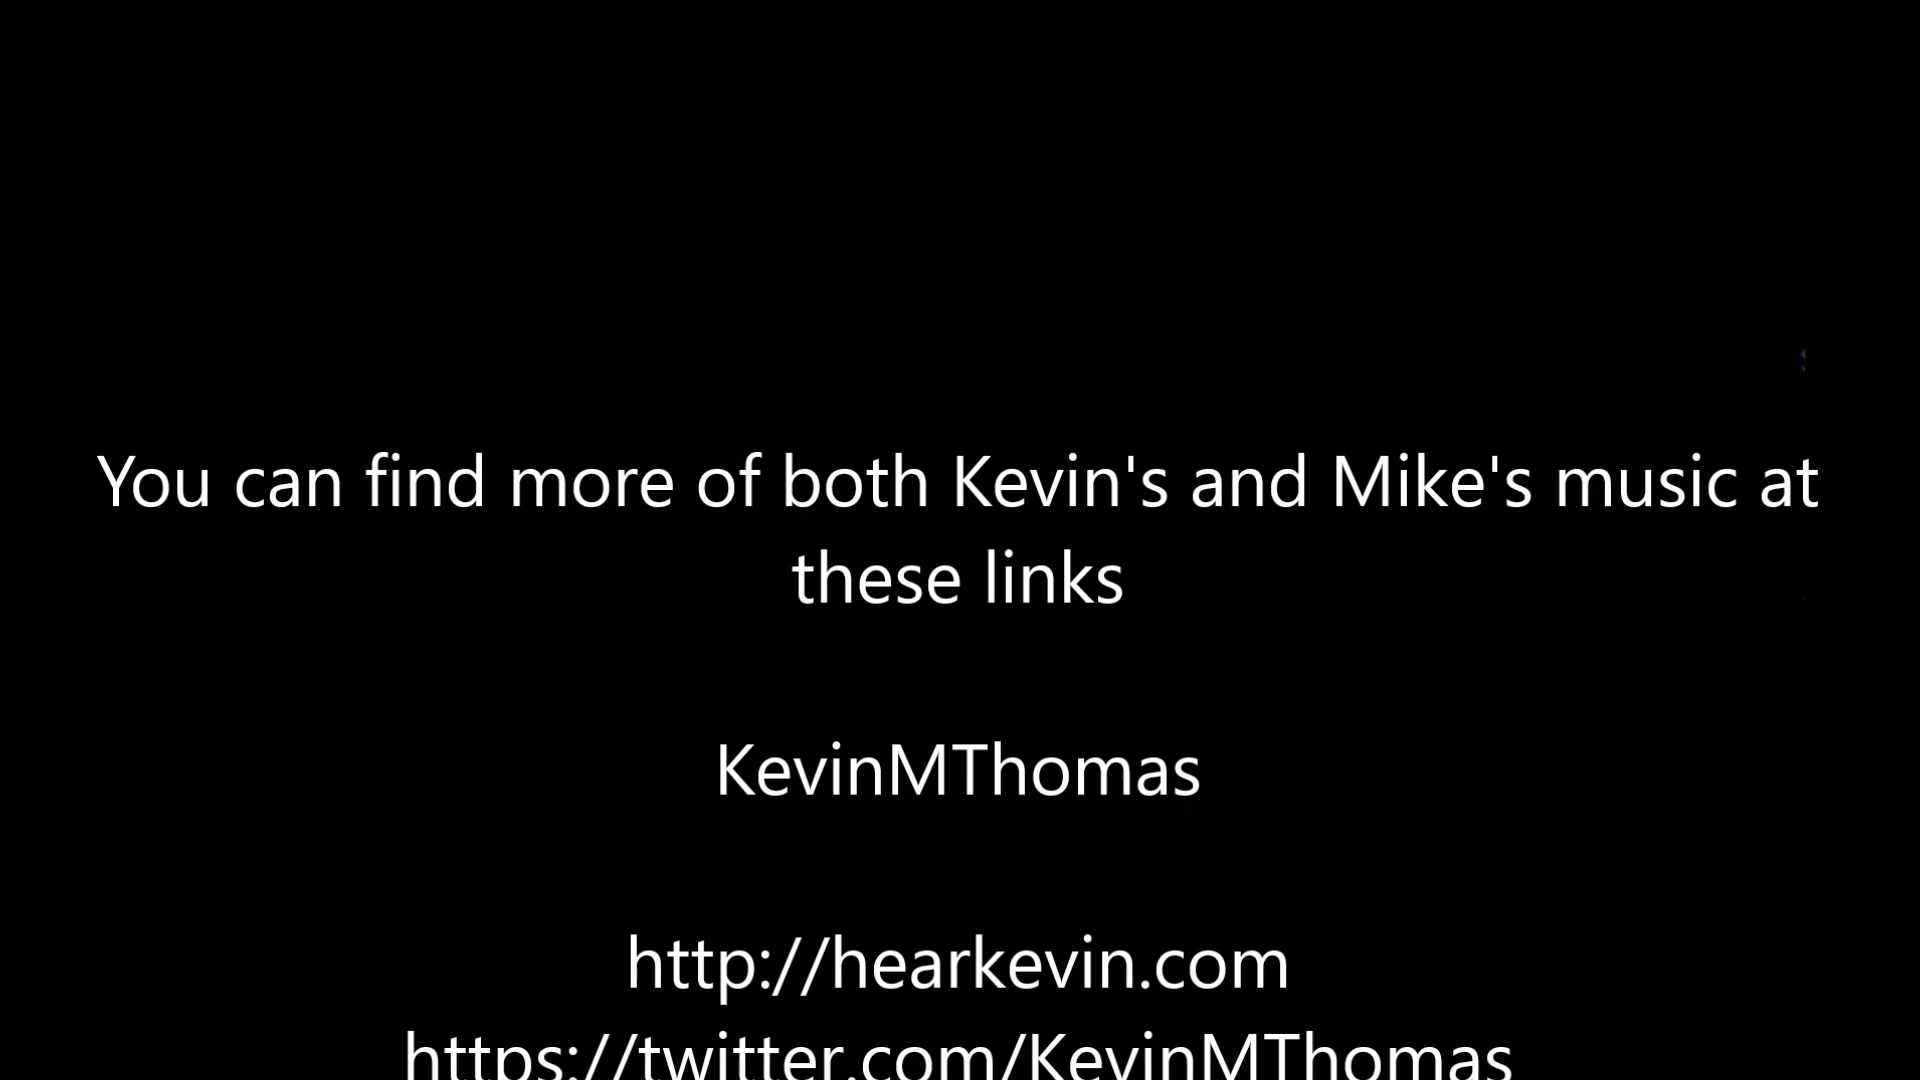 You can find more of both Kevin's and Mike's music at
these links
KevinMThomas
http://hearkevin.com
https://twitter.com/KevinMThomas